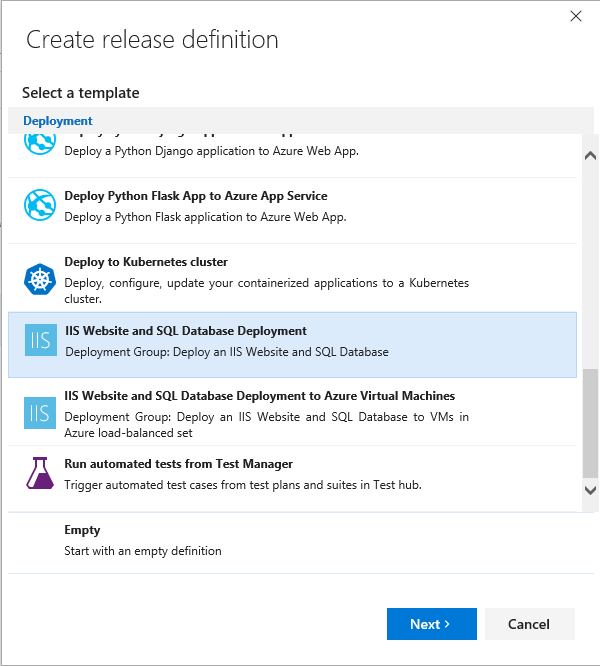 Create release definition
Select a template
Deployment
Deploy a Python Django application to Azure Web App.
Deploy Python Flask App to Azure App Service
Deploy a Python Flask application to Azure Web App.
Deploy to Kubernetes cluster
Deploy, configure, update your containerized applications to a Kubernetes
cluster.
IIS
IIS Website and SQL Database Deployment
Deployment Group: Deploy an IIS Website and SQL Database
IIS
IIS Website and SQL Database Deployment to Azure Virtual Machines
Deployment Group: Deploy an IIS Website and SQL Database to VMs in
Azure load-balanced set
Run automated tests from Test Manager
Trigger automated test cases from test plans and suites in Test hub.
Empty
Start with an empty definition
Next >
Cancel